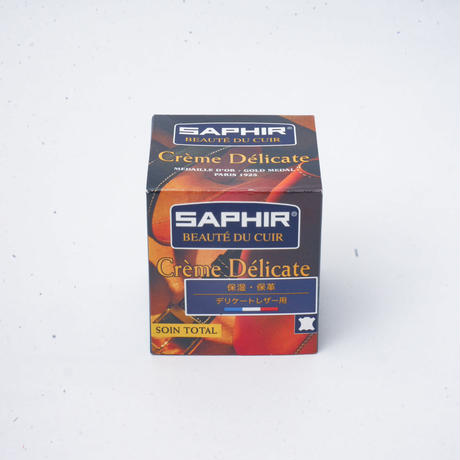 SAPHIR®
BEAUTÉ DU CUIR
Crème Délicate
MEDAILLE D'OR - GOLD MEDAL
PARIS 1925
SAPHIR®
BEAUTÉ DU CUIR
Crème Délicate
保湿・保革
デリケートレザー用
SOIN TOTAL